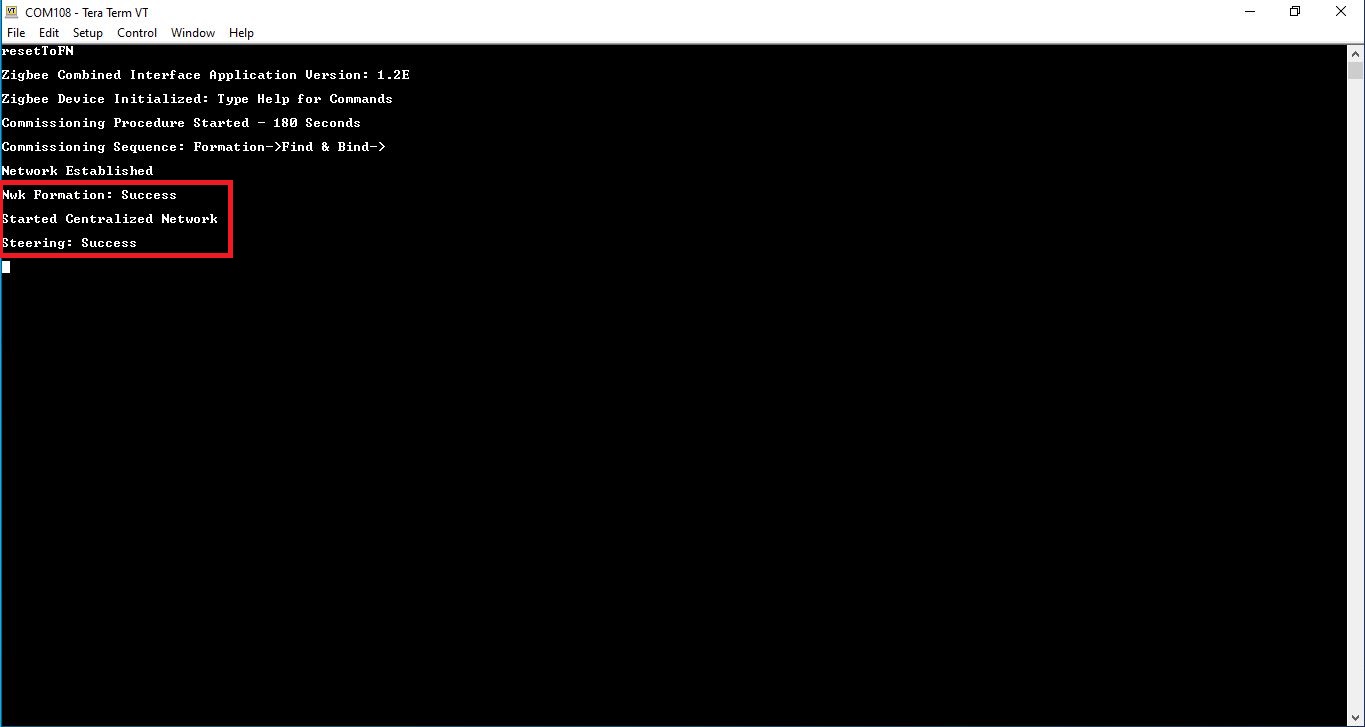 VT
COM108 - Tera Term VT
File Edit Setup Control Window Help
resetToFN
Zigbee Combined Interface Application Version: 1.2E
Zigbee Device Initialized: Type Help for Commands
Commissioning Procedure Started - 180 Seconds
Commissioning Sequence: Formation->Find & Bind->
Network Established
Nwk Formation: Success
Started Centralized Network
Steering: Success